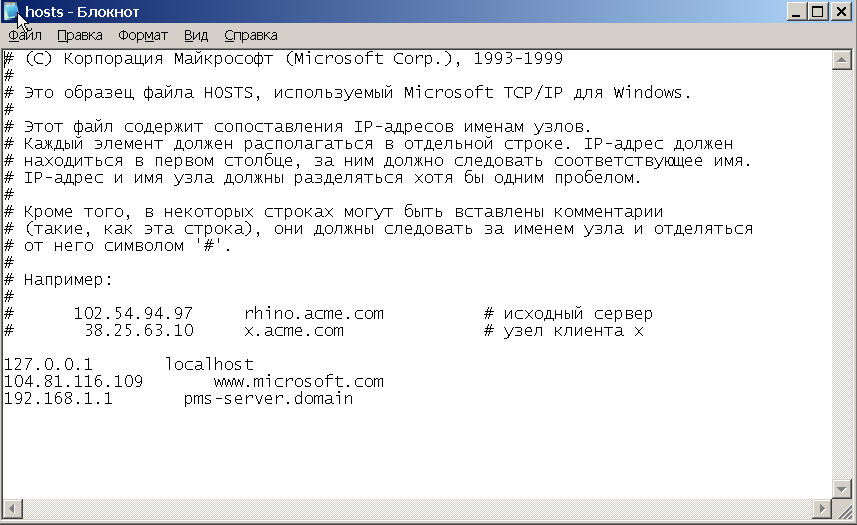 hosts - Блокнот
Файл Правка Формат Вид Справка
# (C) Корпорация Майкрософт (Microsoft Corp.), 1993-1999
#
# Это образец файла HOSTS, используемый Microsoft TCP/IP для Windows.
#
# Этот файл содержит сопоставления IP-адресов именам узлов.
# Каждый элемент должен располагаться в отдельной строке. IP-адрес должен
# находиться в первом столбце, за ним должно следовать соответствующее имя.
# IP-адрес и имя узла должны разделяться хотя бы одним пробелом.
#
# Кроме того, в некоторых строках могут быть вставлены комментарии
# (такие, как эта строка), они должны следовать за именем узла и отделяться
# от него символом '#'.
#
# Например:
#
#      102.54.94.97     rhino.acme.com          # исходный сервер
#       38.25.63.10     x.acme.com              # узел клиента x

127.0.0.1       localhost
104.81.116.109       www.microsoft.com
192.168.1.1       pms-server.domain